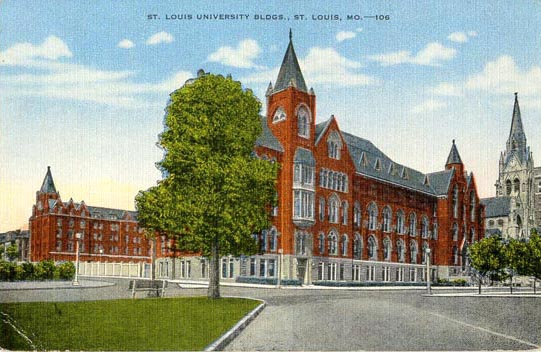 ST. LOUIS UNIVERSITY BLDGS., ST. LOUIS, MO.—106